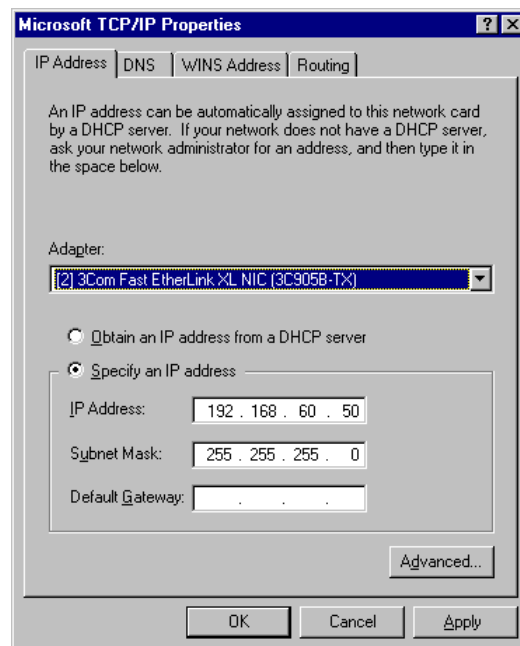 Microsoft TCP/IP Properties
IP Address DNS WINS Address Routing
An IP address can be automatically assigned to this network card
by a DHCP server. If your network does not have a DHCP server,
ask your network administrator for an address, and then type it in
the space below.
Adapter:
[2] 3Com Fast EtherLink XL NIC (3C905B-TX)
Obtain an IP address from a DHCP server
Specify an IP address
IP Address: 192 . 168 . 60 . 50
Subnet Mask: 255 . 255 . 255 . 0
Default Gateway: . . .
Advanced...
OK Cancel Apply